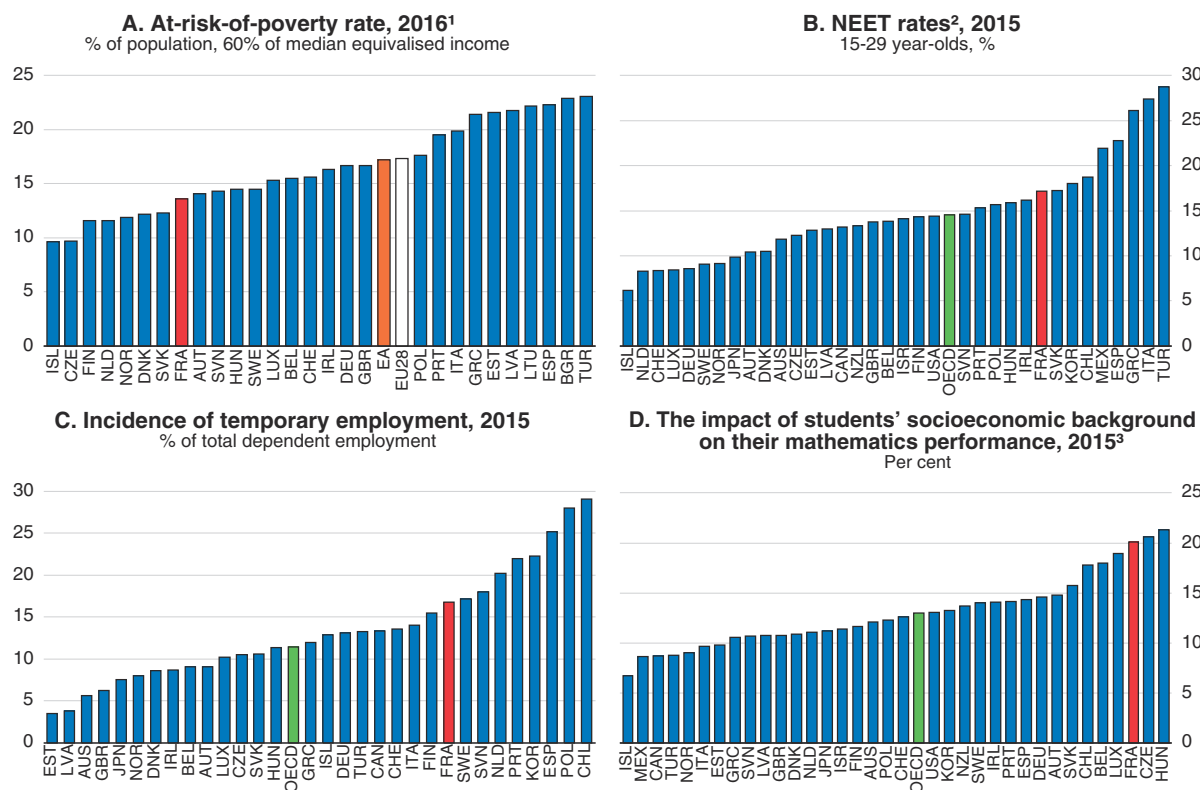 A. At-risk-of-poverty rate, 2016¹
% of population, 60% of median equivalised income
25
20
15
10
5
0
ISL CZE FIN NLD NOR DNK SVK FRA AUT SVN HUN SWE LUX BEL CHE IRL DEU GBR EA EU28 POL PRT ITA GRC EST LVA LTU ESP BGR TUR
B. NEET rates², 2015
15-29 year-olds, %
30
25
20
15
10
5
0
ISL NLD CHE LUX DEU SWE NOR JPN AUT DNK AUS CZE EST LVA CAN NZL GBR BEL ISR FIN USA OECD SVN PRT POL HUN IRL FRA SVK KOR CHL MEX ESP GRC ITA TUR
C. Incidence of temporary employment, 2015
% of total dependent employment
30
25
20
15
10
5
0
EST LVA AUS GBR JPN NOR DNK IRL BEL AUT LUX CZE SVK HUN OECD GRC ISL DEU TUR CAN CHE ITA FIN FRA SWE SVN NLD PRT KOR ESP POL CHL
D. The impact of students' socioeconomic background
on their mathematics performance, 2015³
Per cent
25
20
15
10
5
0
ISL MEX CAN TUR NOR ITA EST GRC SVN LVA GBR DNK NLD JPN ISR FIN AUS POL CHE OECD USA KOR NZL SWE IRL PRT ESP DEU AUT SVK CHL BEL LUX FRA CZE HUN